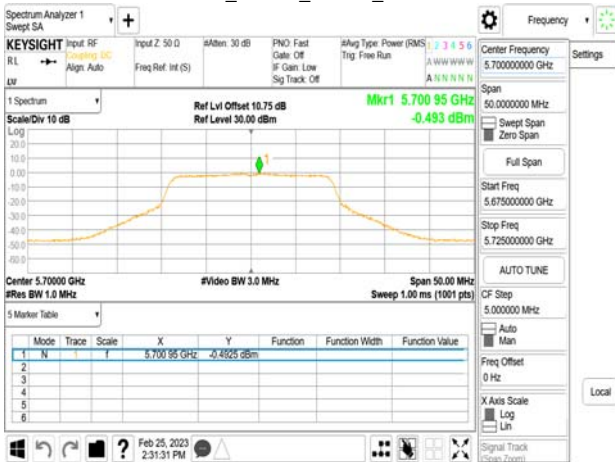 Spectrum Analyzer 1
Swept SA
Frequency
KEYSIGHT
RL
Input: RF
Coupling: DC
Align: Auto
Input Z: 50 Ω
Freq Ref: Int (S)
#Atten: 30 dB
PNO: Fast
Gate: Off
IF Gain: Low
Sig Track: Off
#Avg Type: Power (RMS
Trig: Free Run
1 2 3 4 5 6
A WW WW W
A N N N N N
1 Spectrum
Scale/Div 10 dB
Ref Lvl Offset 10.75 dB
Ref Level 30.00 dBm
Mkr1 5.700 95 GHz
-0.493 dBm
Log
20.0
10.0
0.00
-10.0
-20.0
-30.0
-40.0
-50.0
-60.0
1
Center 5.70000 GHz
#Video BW 3.0 MHz
Span 50.00 MHz
#Res BW 1.0 MHz
Sweep 1.00 ms (1001 pts)
5 Marker Table
Mode Trace Scale X Y Function Function Width Function Value
1 N 1 f 5.700 95 GHz -0.4925 dBm
2
3
4
5
6
Feb 25, 2023
2:31:31 PM
Center Frequency
5.700000000 GHz
Settings
Span
50.0000000 MHz
Swept Span
Zero Span
Full Span
Start Freq
5.675000000 GHz
Stop Freq
5.725000000 GHz
AUTO TUNE
CF Step
5.000000 MHz
Auto
Man
Freq Offset
0 Hz
X Axis Scale
Log
Lin
Local
Signal Track
(Span Zoom)